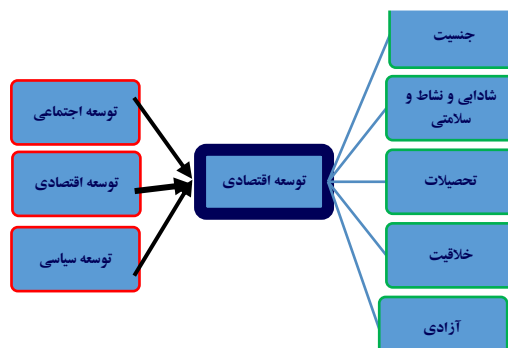 جنسیت
شادابی و نشاط و
سلامتی
تحصیلات
خلاقیت
آزادی
توسعه اقتصادی
توسعه اجتماعی
توسعه اقتصادی
توسعه سیاسی